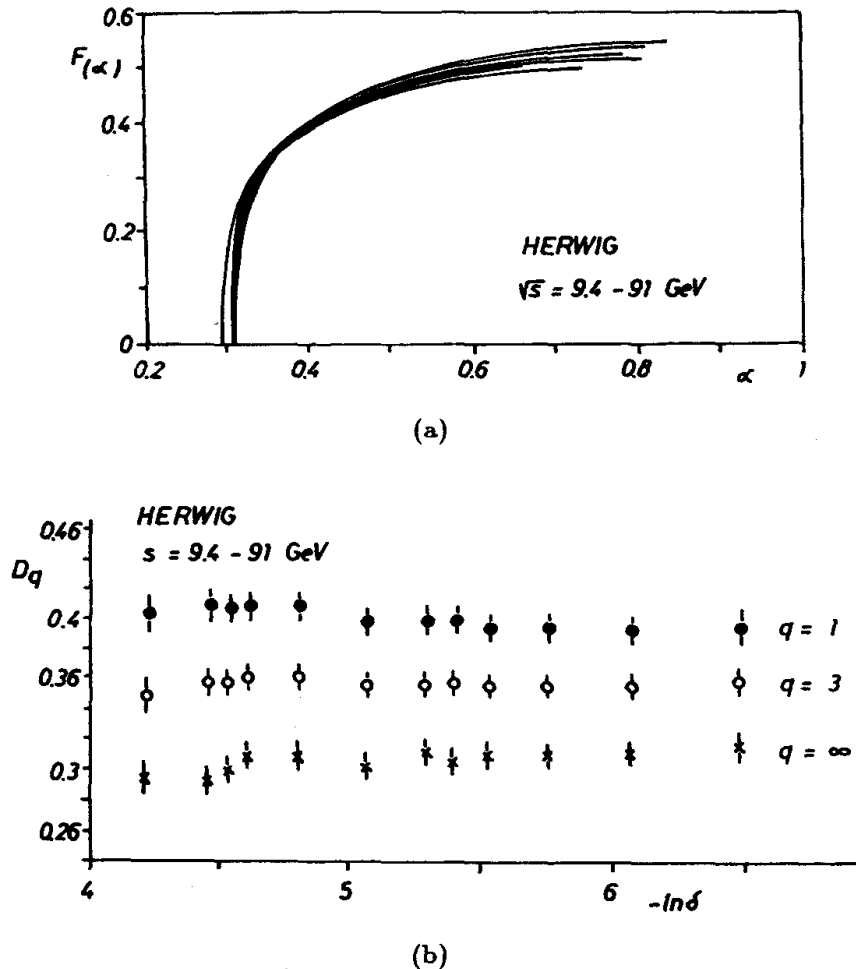 0.6
F(α)
0.4
0.2
0
HERWIG
√s = 9.4 - 91 GeV
0.2 0.4 0.6 0.8 α 1
(a)
HERWIG
s = 9.4 - 91 GeV
0.46
Dq
0.4
0.36
0.3
0.26
q = 1
q = 3
q = ∞
4 5 6 -lnδ
(b)